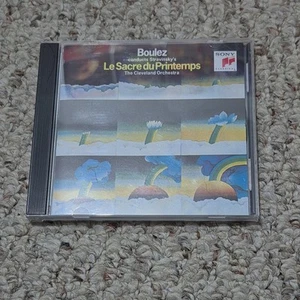 Boulez
conducts Stravinsky's
Le Sacre du Printemps
The Cleveland Orchestra
SONY